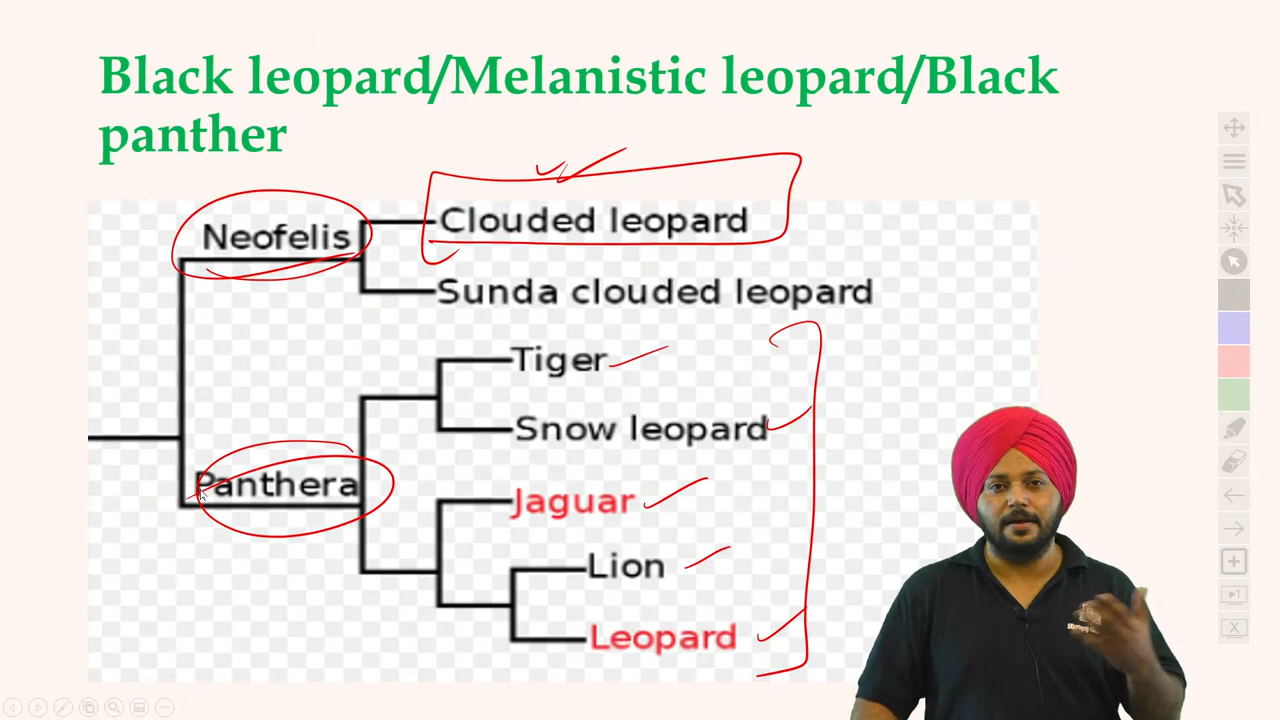 Black leopard/Melanistic leopard/Black
panther
Neofelis
Clouded leopard
Sunda clouded leopard
Tiger
Snow leopard
Panthera
Jaguar
Lion
Leopard